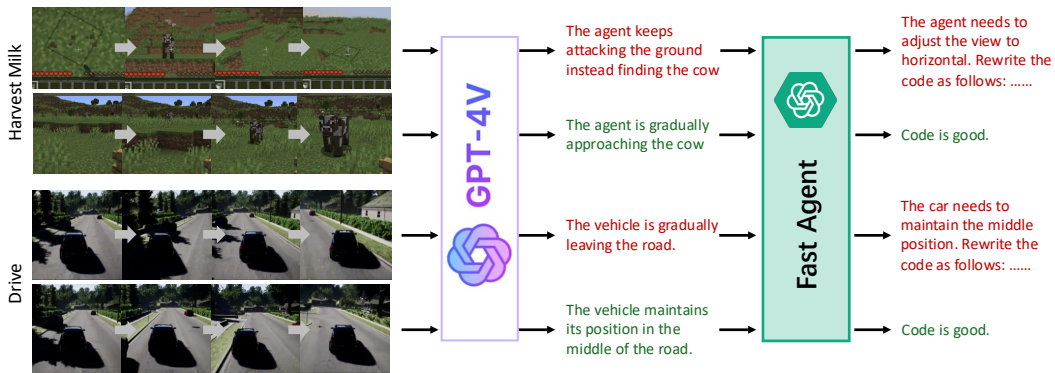 Harvest Milk
The agent keeps
attacking the ground
instead finding the cow
The agent needs to
adjust the view to
horizontal. Rewrite the
code as follows: ......
GPT-4V
Fast Agent
The agent is gradually
approaching the cow
Code is good.
Drive
The vehicle is gradually
leaving the road.
The car needs to
maintain the middle
position. Rewrite the
code as follows: ......
The vehicle maintains
its position in the
middle of the road.
Code is good.